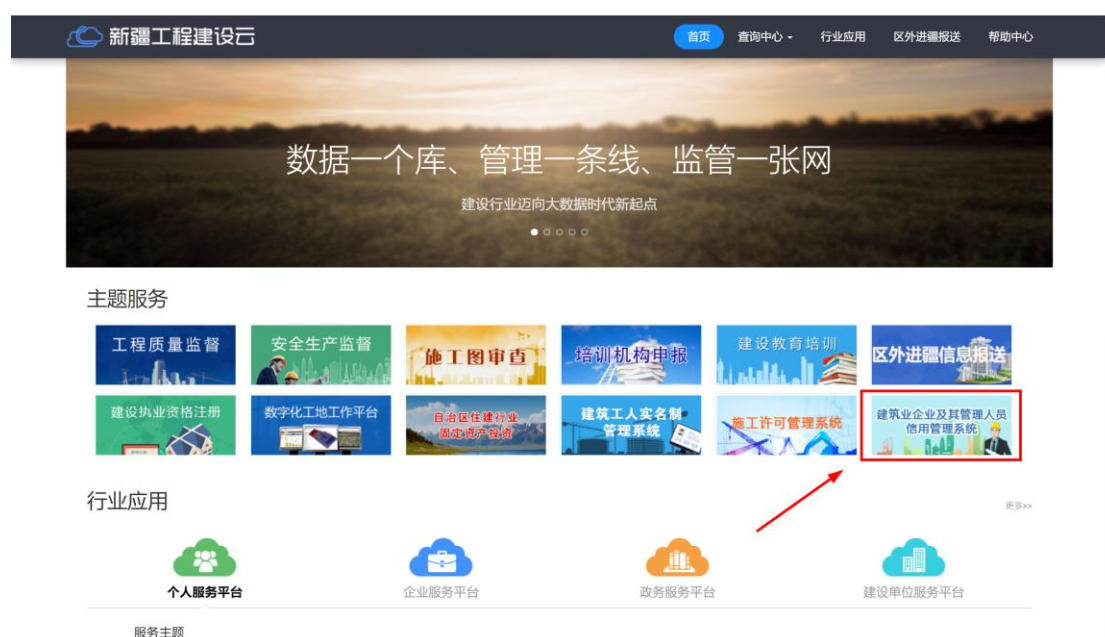 新疆工程建设云
首页 查询中心 行业应用 区外进疆报送 帮助中心
数据一个库、管理一条线、监管一张网
建设行业迈向大数据时代新起点
主题服务
工程质量监督 安全生产监督 施工图审查 培训机构申报 建设教育培训 区外进疆信息报送
建设执业资格注册 数字化工地工作平台
自治区住建行业
固定资产投资
建筑工人实名制
管理系统
施工许可管理系统
建筑业企业及其管理人员
信用管理系统
行业应用 更多>>
个人服务平台 企业服务平台 政务服务平台 建设单位服务平台
服务主题